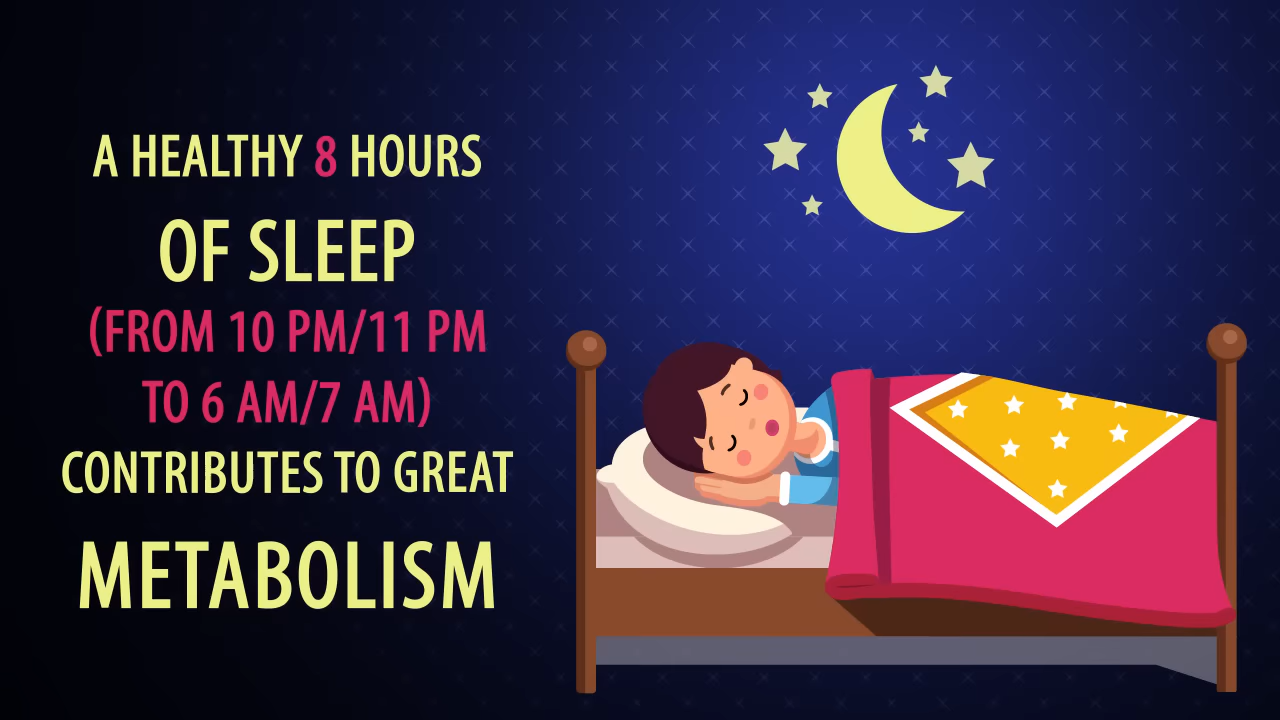 A HEALTHY 8 HOURS
OF SLEEP
(FROM 10 PM/11 PM
TO 6 AM/7 AM)
CONTRIBUTES TO GREAT
METABOLISM